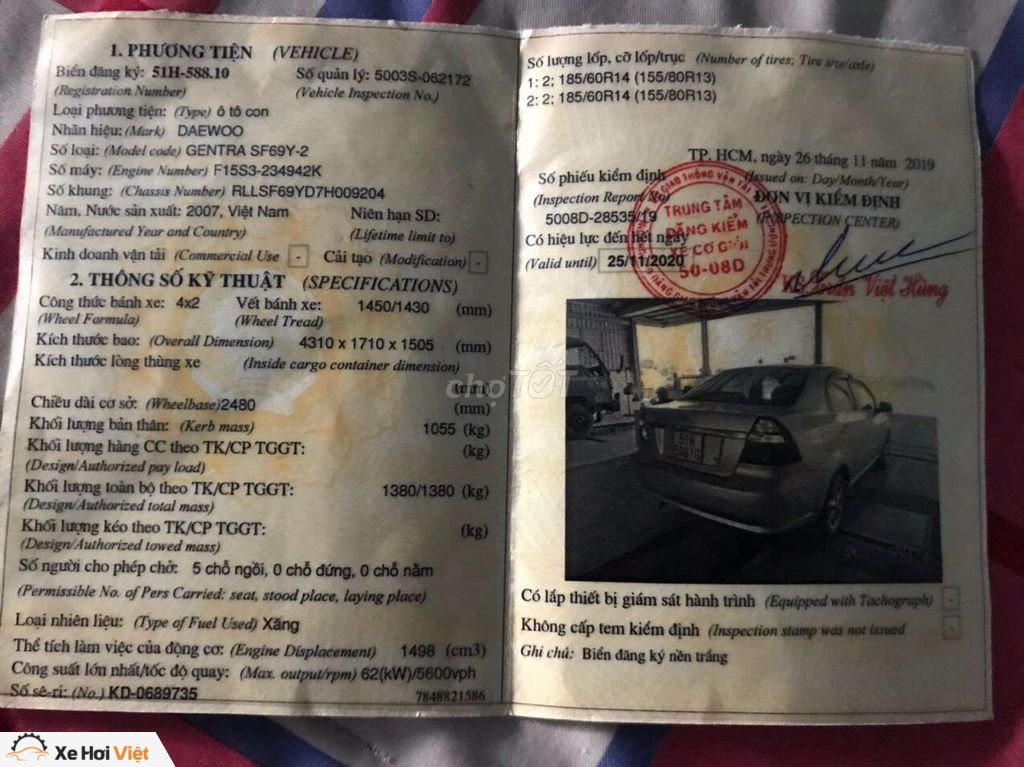 1. PHƯƠNG TIỆN (VEHICLE)
Biển đăng ký: 51H-588.10 Số quản lý: 5003S-062172
(Registration Number) (Vehicle Inspection No.)
Loại phương tiện: (Type) ô tô con
Nhãn hiệu: (Mark) DAEWOO
Số loại: (Model code) GENTRA SF69Y-2
Số máy: (Engine Number) F15S3-234942K
Số khung: (Chassis Number) RLLSF69YD7H009204
Năm, Nước sản xuất: 2007, Việt Nam Niên hạn SD:
(Manufactured Year and Country) (Lifetime limit to)
Kinh doanh vận tải (Commercial Use - Cải tạo (Modification) -
2. THÔNG SỐ KỸ THUẬT (SPECIFICATIONS)
Công thức bánh xe: 4x2 Vết bánh xe: 1450/1430 (mm)
(Wheel Formula) (Wheel Tread)
Kích thước bao: (Overall Dimension) 4310 x 1710 x 1505 (mm)
Kích thước lòng thùng xe (Inside cargo container dimension)
(mm)
Chiều dài cơ sở: (Wheelbase) 2480 (mm)
Khối lượng bản thân: (Kerb mass) 1055 (kg)
Khối lượng hàng CC theo TK/CP TGGT: (kg)
(Design/Authorized pay load)
Khối lượng toàn bộ theo TK/CP TGGT: 1380/1380 (kg)
(Design/Authorized total mass)
Khối lượng kéo theo TK/CP TGGT: (kg)
(Design/Authorized towed mass)
Số người cho phép chở: 5 chỗ ngồi, 0 chỗ đứng, 0 chỗ nằm
(Permissible No. of Pers Carried: seat, stood place, laying place)
Loại nhiên liệu: (Type of Fuel Used) Xăng
Thể tích làm việc của động cơ: (Engine Displacement) 1498 (cm3)
Công suất lớn nhất/tốc độ quay: (Max. output/rpm) 62(kW)/5600vph
Số sê-ri: (No.) KD-0689735 7848821586
Số lượng lốp, cỡ lốp/trục (Number of tires; Tire size/axle)
1: 2; 185/60R14 (155/80R13)
2: 2; 185/60R14 (155/80R13)
TP. HCM, ngày 26 tháng 11 năm 2019
Số phiếu kiểm định (Issued on: Day/Month/Year)
(Inspection Report No) ĐƠN VỊ KIỂM ĐỊNH
5008D-28535/19 (INSPECTION CENTER)
Có hiệu lực đến hết ngày
(Valid until) 25/11/2020
TRUNG TÂM
ĐĂNG KIỂM
XE CƠ GIỚI
50-08D
Trần Việt Hùng
chợTỐT
51H
58810
Có lắp thiết bị giám sát hành trình (Equipped with Tachograph) -
Không cấp tem kiểm định (Inspection stamp was not issued -
Ghi chú: Biển đăng ký nền trắng
Xe Hơi Việt